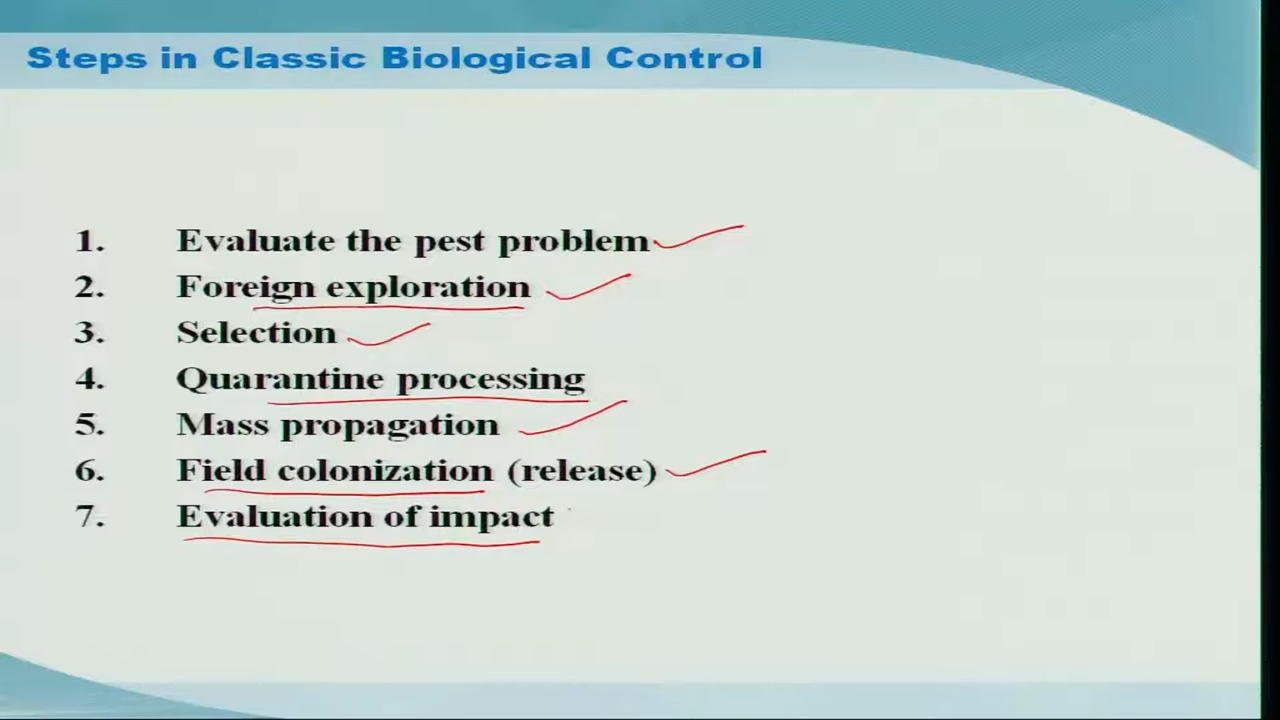 Steps in Classic Biological Control
1. Evaluate the pest problem
2. Foreign exploration
3. Selection
4. Quarantine processing
5. Mass propagation
6. Field colonization (release)
7. Evaluation of impact